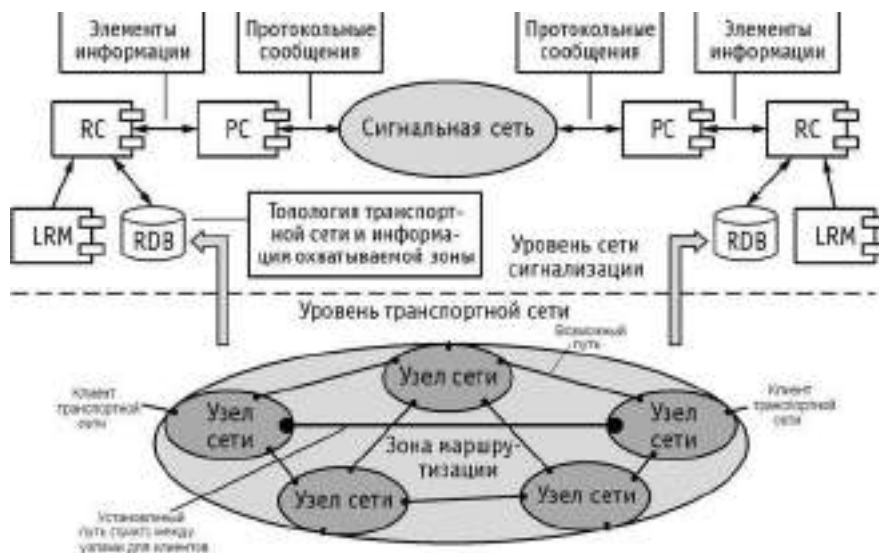 Элементы
информации
Протокольные
сообщения
Протокольные
сообщения
Элементы
информации
RC
PC
Сигнальная сеть
PC
RC
LRM
RDB
Топология транспорт-
ной сети и информа-
ция охватываемой зоны
Уровень сети
сигнализации
RDB
LRM
Уровень транспортной сети
Возможный
путь
Клиент
транспортной
сети
Узел
сети
Узел сети
Узел
сети
Клиент
транспортной
сети
Зона маршру-
тизации
Узел сети
Узел сети
Установленный
путь (тракт) между
узлами для клиентов